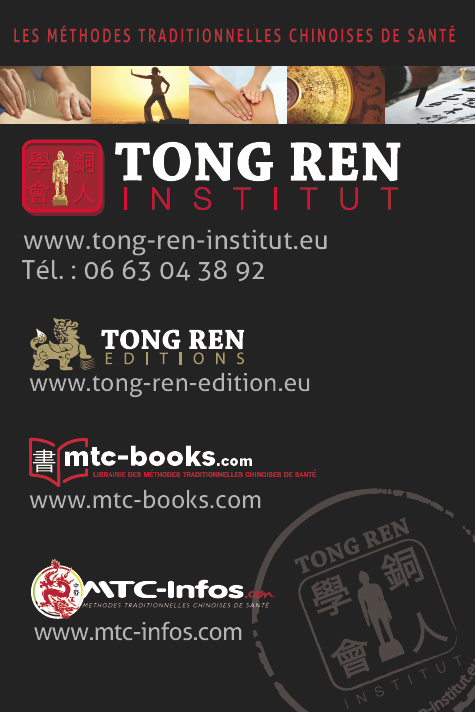 LES MÉTHODES TRADITIONNELLES CHINOISES DE SANTÉ
學 銅
會 人
TONG REN
INSTITUT
www.tong-ren-institut.eu
Tél. : 06 63 04 38 92
TONG REN
EDITIONS
www.tong-ren-edition.eu
書 mtc-books.com
LIBRAIRIE DES MÉTHODES TRADITIONNELLES CHINOISES DE SANTÉ
www.mtc-books.com
MTC-Infos.com
METHODES TRADITIONNELLES CHINOISES DE SANTE
www.mtc-infos.com
TONG REN
學 銅
會 人
INSTITUT